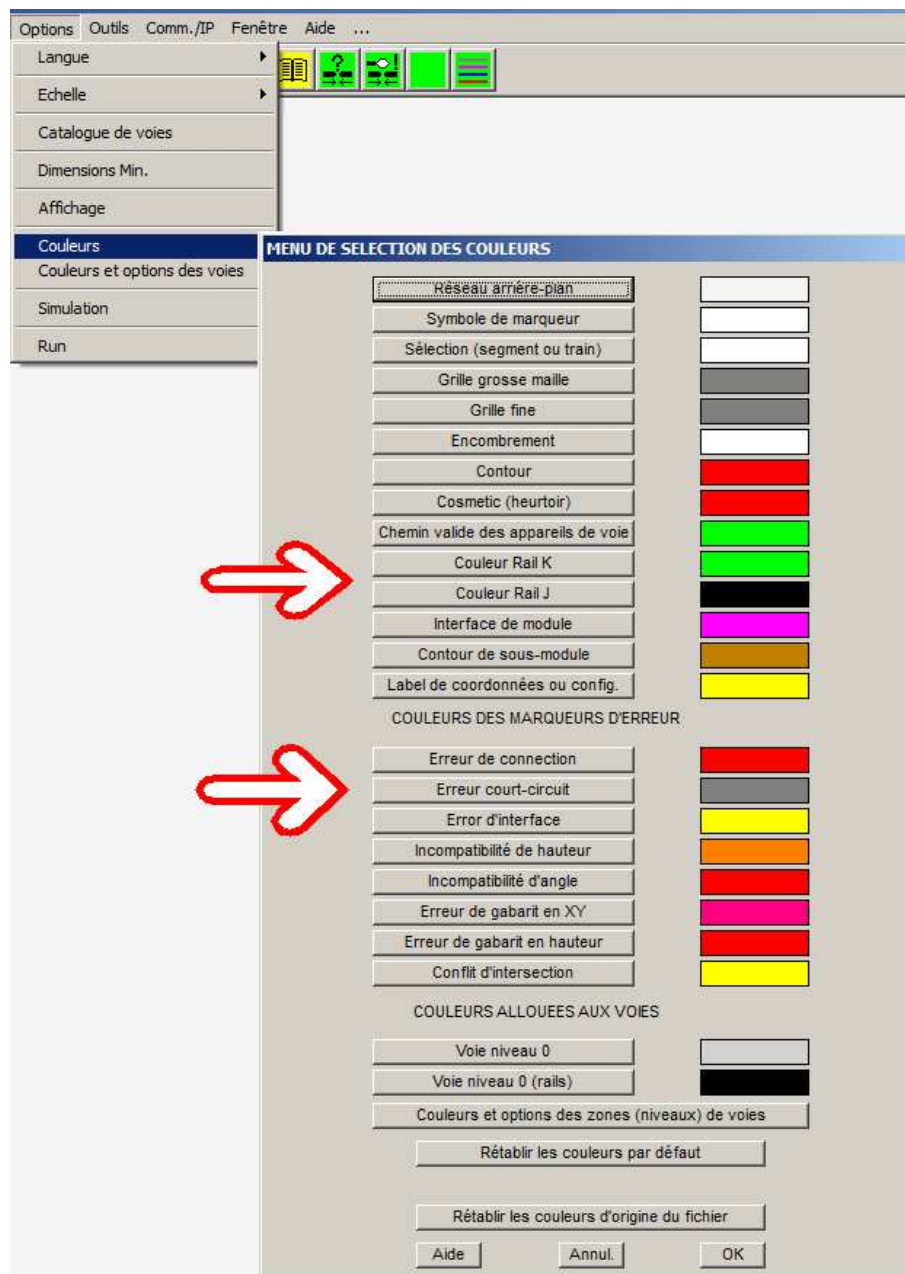 Options Outils Comm./IP Fenêtre Aide ...
Langue
Echelle
Catalogue de voies
Dimensions Min.
Affichage
Couleurs
Couleurs et options des voies
Simulation
Run
MENU DE SELECTION DES COULEURS
Réseau arrière-plan
Symbole de marqueur
Sélection (segment ou train)
Grille grosse maille
Grille fine
Encombrement
Contour
Cosmetic (heurtoir)
Chemin valide des appareils de voie
Couleur Rail K
Couleur Rail J
Interface de module
Contour de sous-module
Label de coordonnées ou config.
COULEURS DES MARQUEURS D'ERREUR
Erreur de connection
Erreur court-circuit
Error d'interface
Incompatibilité de hauteur
Incompatibilité d'angle
Erreur de gabarit en XY
Erreur de gabarit en hauteur
Conflit d'intersection
COULEURS ALLOUEES AUX VOIES
Voie niveau 0
Voie niveau 0 (rails)
Couleurs et options des zones (niveaux) de voies
Rétablir les couleurs par défaut
Rétablir les couleurs d'origine du fichier
Aide Annul. OK